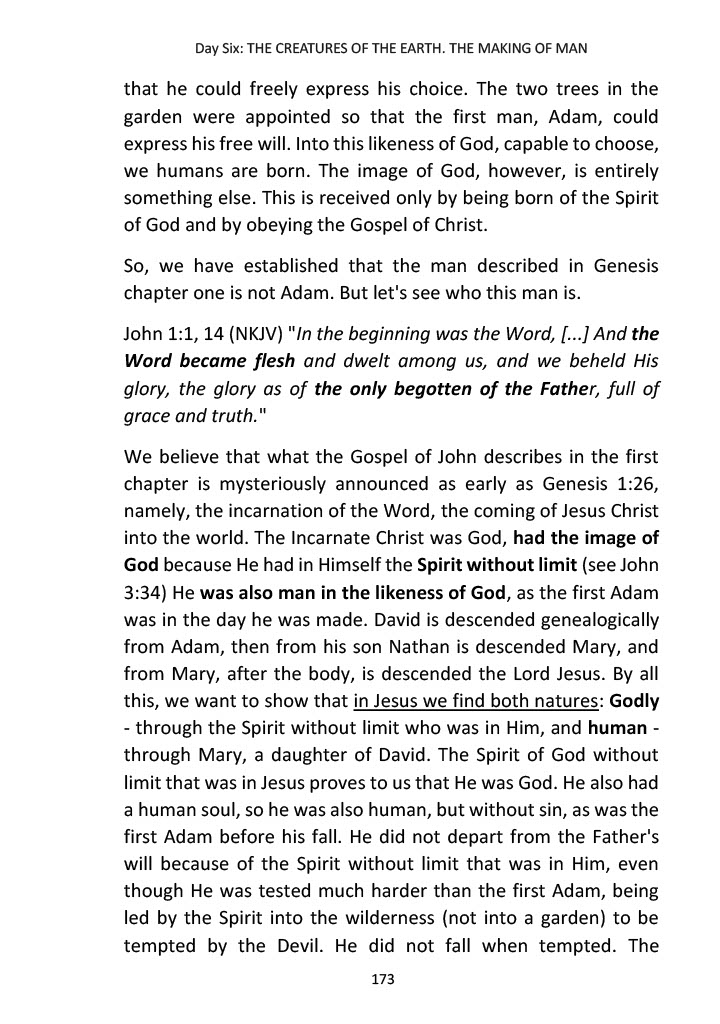 Day Six: THE CREATURES OF THE EARTH. THE MAKING OF MAN
that he could freely express his choice. The two trees in the
garden were appointed so that the first man, Adam, could
express his free will. Into this likeness of God, capable to choose,
we humans are born. The image of God, however, is entirely
something else. This is received only by being born of the Spirit
of God and by obeying the Gospel of Christ.
So, we have established that the man described in Genesis
chapter one is not Adam. But let's see who this man is.
John 1:1, 14 (NKJV) "In the beginning was the Word, [...] And the
Word became flesh and dwelt among us, and we beheld His
glory, the glory as of the only begotten of the Father, full of
grace and truth."
We believe that what the Gospel of John describes in the first
chapter is mysteriously announced as early as Genesis 1:26,
namely, the incarnation of the Word, the coming of Jesus Christ
into the world. The Incarnate Christ was God, had the image of
God because He had in Himself the Spirit without limit (see John
3:34) He was also man in the likeness of God, as the first Adam
was in the day he was made. David is descended genealogically
from Adam, then from his son Nathan is descended Mary, and
from Mary, after the body, is descended the Lord Jesus. By all
this, we want to show that in Jesus we find both natures: Godly
- through the Spirit without limit who was in Him, and human -
through Mary, a daughter of David. The Spirit of God without
limit that was in Jesus proves to us that He was God. He also had
a human soul, so he was also human, but without sin, as was the
first Adam before his fall. He did not depart from the Father's
will because of the Spirit without limit that was in Him, even
though He was tested much harder than the first Adam, being
led by the Spirit into the wilderness (not into a garden) to be
tempted by the Devil. He did not fall when tempted. The
173